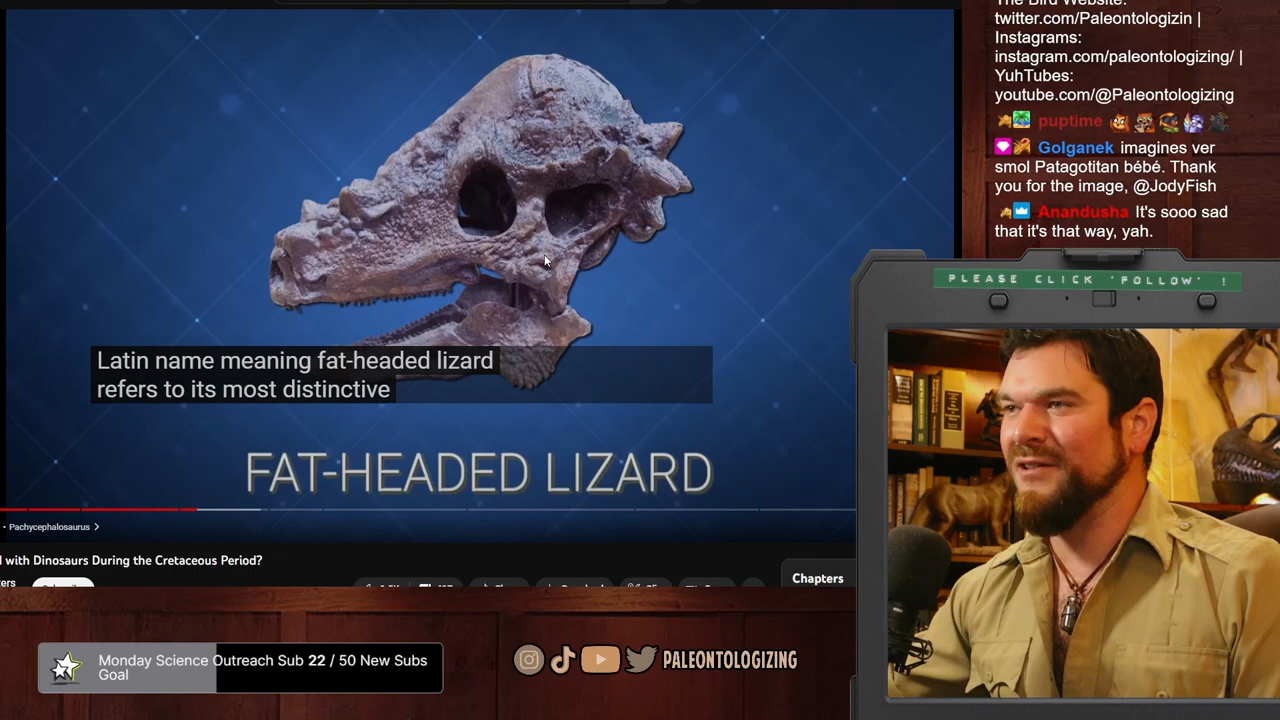 The Bird Website:
twitter.com/Paleontologizin |
Instagrams:
instagram.com/paleontologizing/ |
YuhTubes:
youtube.com/@Paleontologizing
puptime
Golganek imagines ver
smol Patagotitan bébé. Thank
you for the image, @JodyFish
Anandusha It's sooo sad
that it's that way, yah.
PLEASE CLICK 'FOLLOW' !
Latin name meaning fat-headed lizard
refers to its most distinctive
FAT-HEADED LIZARD
• Pachycephalosaurus >
with Dinosaurs During the Cretaceous Period?
Chapters
Monday Science Outreach Sub 22 / 50 New Subs
Goal
PALEONTOLOGIZING